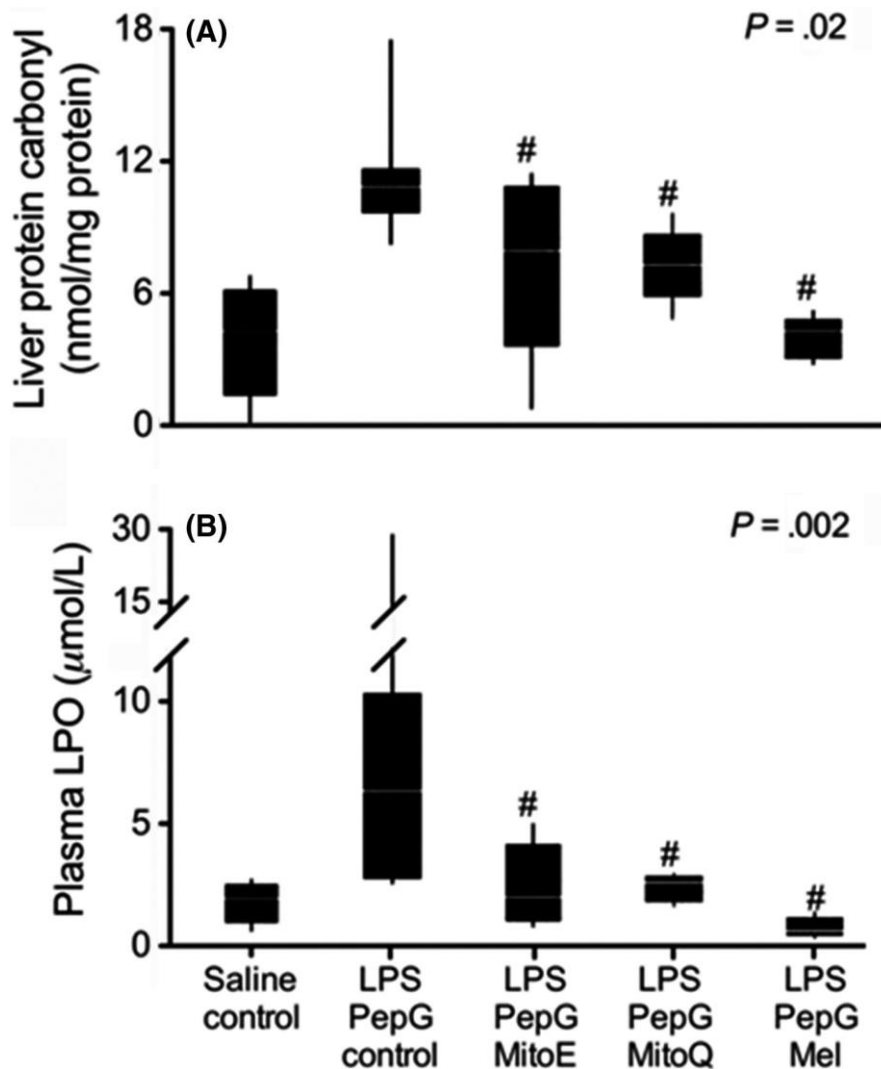 (A)
P = .02
Liver protein carbonyl
(nmol/mg protein)
18
12
6
0
#
#
#
(B)
P = .002
Plasma LPO (µmol/L)
30
15
10
5
0
#
#
#
Saline
control
LPS
PepG
control
LPS
PepG
MitoE
LPS
PepG
MitoQ
LPS
PepG
Mel